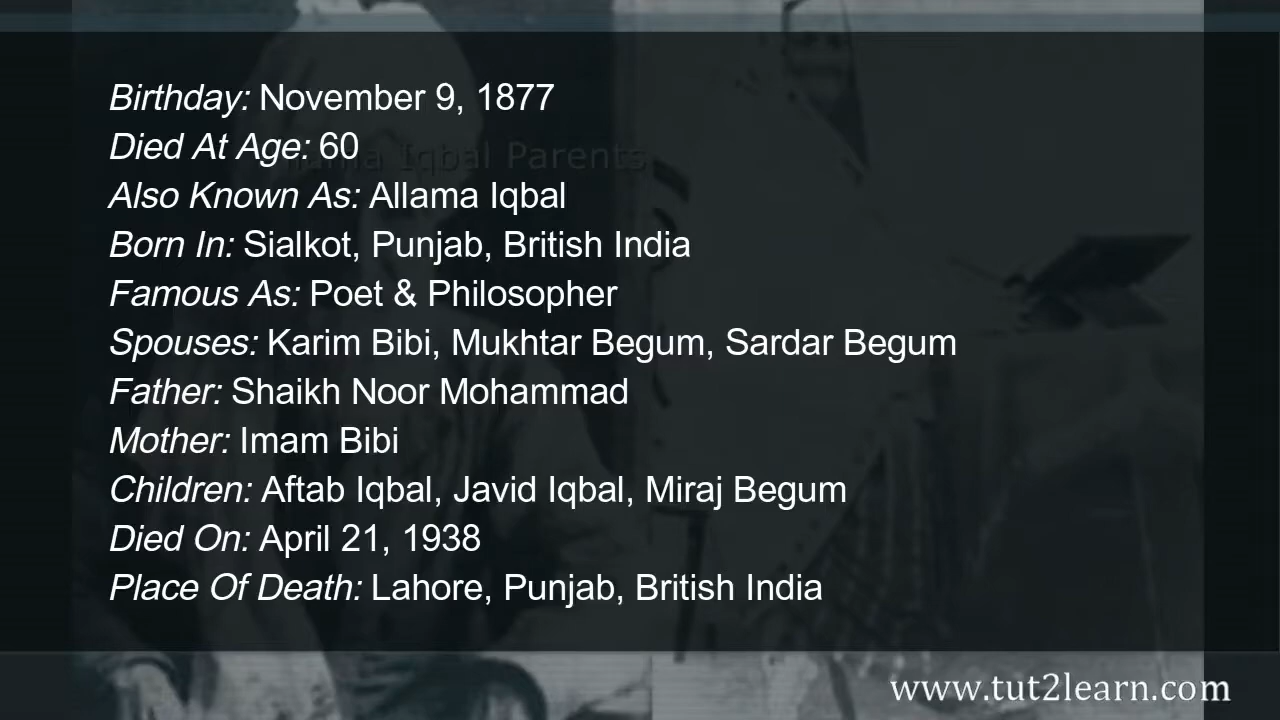 Birthday: November 9, 1877
Died At Age: 60
Iqbal Parents
Also Known As: Allama Iqbal
Born In: Sialkot, Punjab, British India
Famous As: Poet & Philosopher
Spouses: Karim Bibi, Mukhtar Begum, Sardar Begum
Father: Shaikh Noor Mohammad
Mother: Imam Bibi
Children: Aftab Iqbal, Javid Iqbal, Miraj Begum
Died On: April 21, 1938
Place Of Death: Lahore, Punjab, British India
www.tut2learn.com